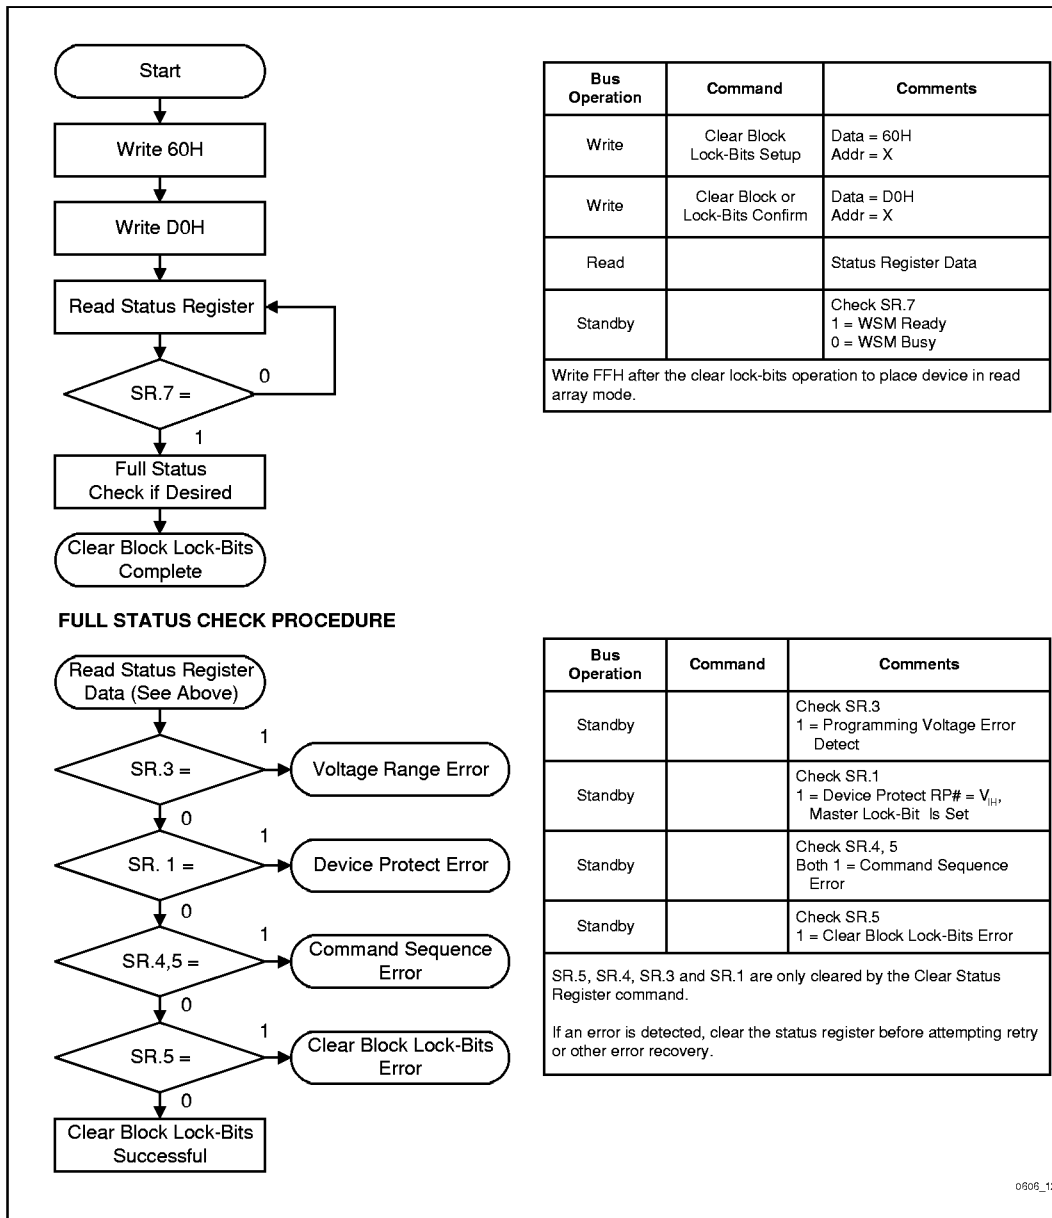 Start
Write 60H
Write D0H
Read Status Register
0
SR.7 =
1
Full Status
Check if Desired
Clear Block Lock-Bits
Complete
Bus
Operation
Command
Comments
Write
Clear Block
Lock-Bits Setup
Data = 60H
Addr = X
Write
Clear Block or
Lock-Bits Confirm
Data = D0H
Addr = X
Read
Status Register Data
Standby
Check SR.7
1 = WSM Ready
0 = WSM Busy
Write FFH after the clear lock-bits operation to place device in read
array mode.
FULL STATUS CHECK PROCEDURE
Read Status Register
Data (See Above)
1
SR.3 =
Voltage Range Error
0
1
SR. 1 =
Device Protect Error
0
1
SR.4,5 =
Command Sequence
Error
0
1
SR.5 =
Clear Block Lock-Bits
Error
0
Clear Block Lock-Bits
Successful
Bus
Operation
Command
Comments
Standby
Check SR.3
1 = Programming Voltage Error
Detect
Standby
Check SR.1
1 = Device Protect RP# = VIH,
Master Lock-Bit Is Set
Standby
Check SR.4, 5
Both 1 = Command Sequence
Error
Standby
Check SR.5
1 = Clear Block Lock-Bits Error
SR.5, SR.4, SR.3 and SR.1 are only cleared by the Clear Status
Register command.
If an error is detected, clear the status register before attempting retry
or other error recovery.